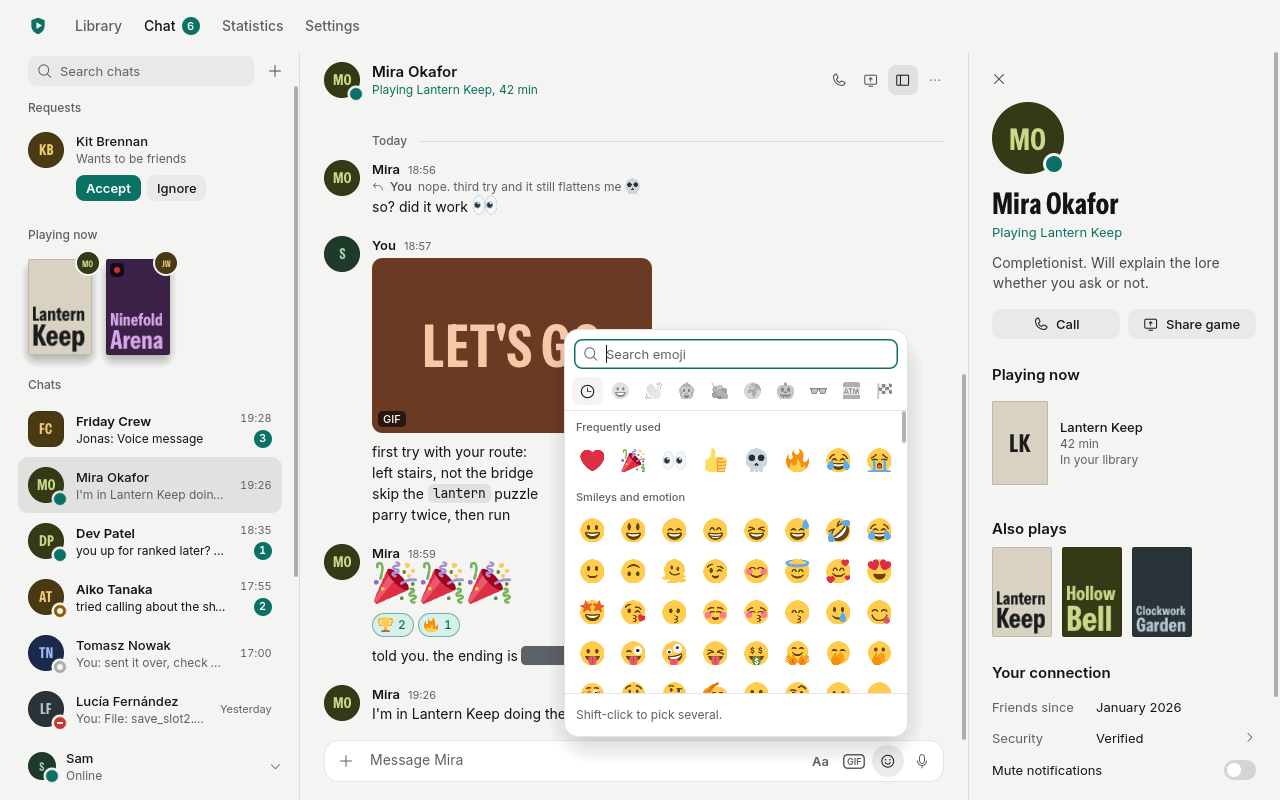 Library
Chat 6
Statistics
Settings
Search chats
Requests
KB
Kit Brennan
Wants to be friends
Accept
Ignore
Playing now
MO
Lantern
Keep
JW
Ninefold
Arena
Chats
FC
Friday Crew
19:28
Jonas: Voice message
3
MO
Mira Okafor
19:26
I'm in Lantern Keep doin…
DP
Dev Patel
18:35
you up for ranked later? …
1
AT
Aiko Tanaka
17:55
tried calling about the sh…
2
TN
Tomasz Nowak
17:00
You: sent it over, check …
LF
Lucía Fernández
Yesterday
You: File: save_slot2.…
S
Sam
Online
MO
Mira Okafor
Playing Lantern Keep, 42 min
Today
MO
Mira 18:56
You nope. third try and it still flattens me 💀
so? did it work 👀
S
You 18:57
LET'S GO
GIF
first try with your route:
left stairs, not the bridge
skip the lantern puzzle
parry twice, then run
MO
Mira 18:59
🎉🎉🎉
🏆 2
🔥 1
told you. the ending is
MO
Mira 19:26
I'm in Lantern Keep doing the
Message Mira
Aa
GIF
Search emoji
ATM
Frequently used
Smileys and emotion
Shift-click to pick several.
MO
Mira Okafor
Playing Lantern Keep
Completionist. Will explain the lore
whether you ask or not.
Call
Share game
Playing now
LK
Lantern Keep
42 min
In your library
Also plays
Lantern
Keep
Hollow
Bell
Clockwork
Garden
Your connection
Friends since January 2026
Security Verified
Mute notifications